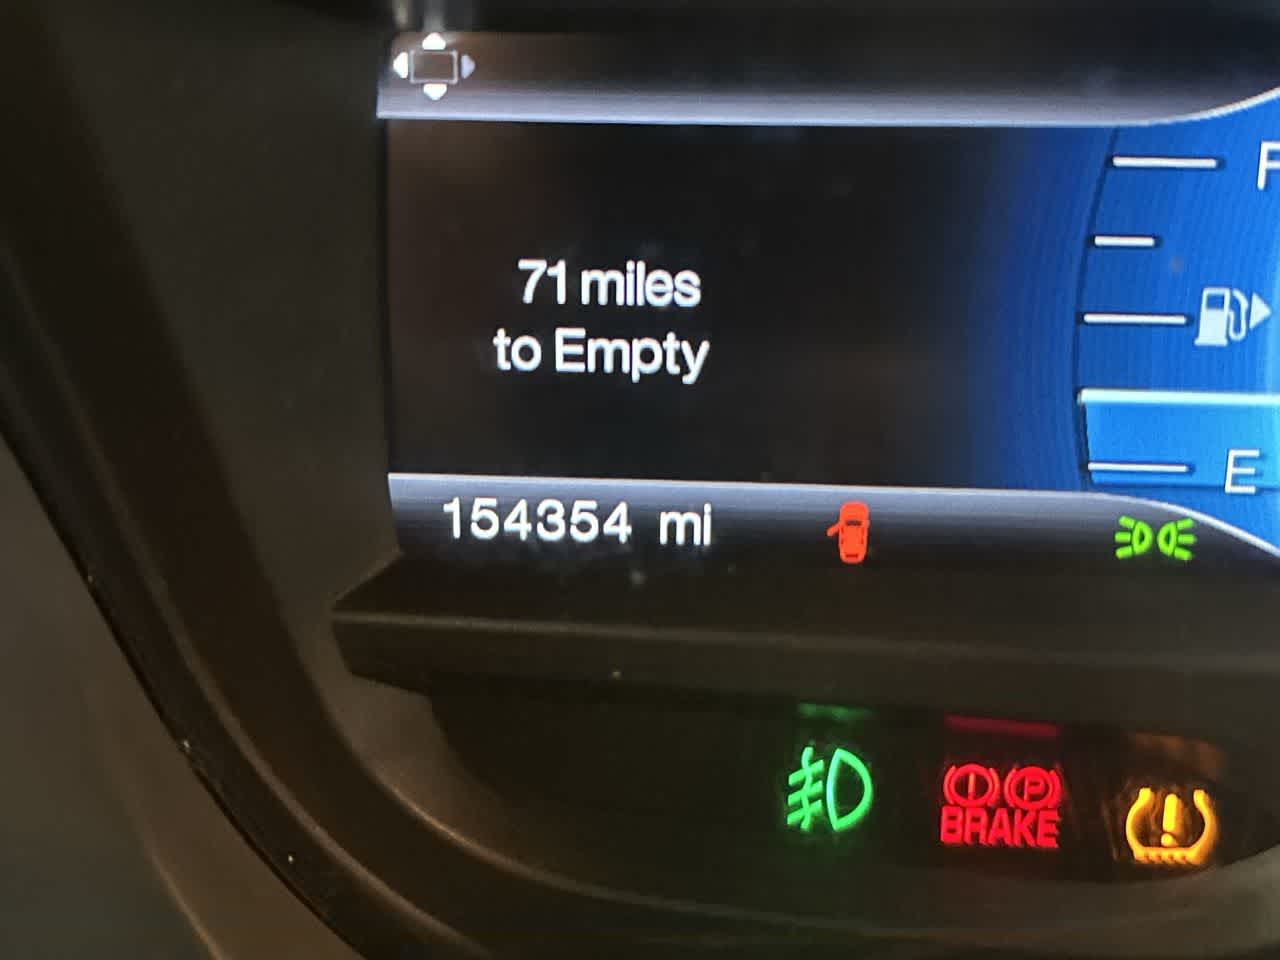 71 miles
to Empty
E
154354 mi
P
BRAKE